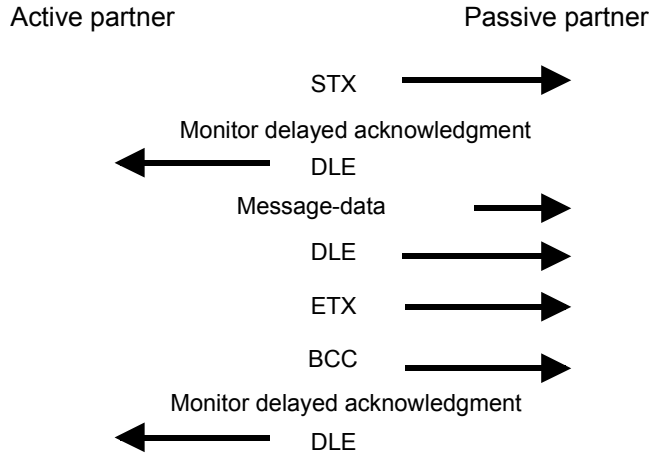 Active partner Passive partner
STX
Monitor delayed acknowledgment
DLE
Message-data
DLE
ETX
BCC
Monitor delayed acknowledgment
DLE